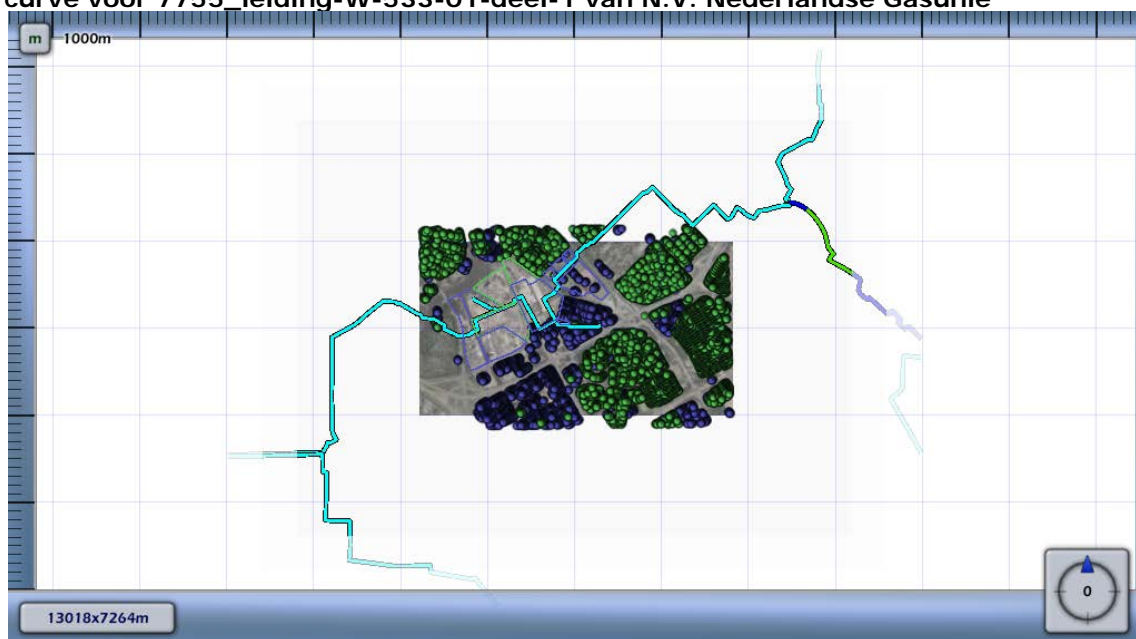 curve voor 7755_leiding-W-533-01-deel-1 van N.V. Nederlandse Gasunie
m
1000m
0
13018x7264m